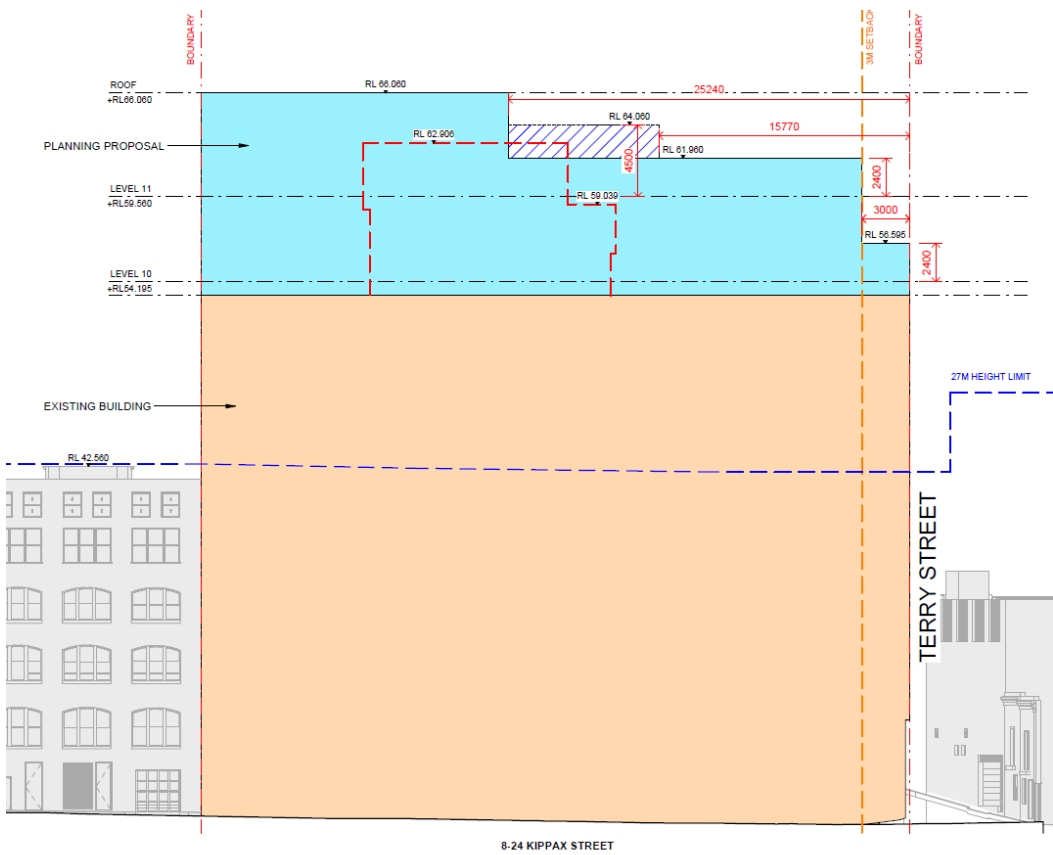 BOUNDARY
3M SETBACK
BOUNDARY
ROOF
+RL66.060
RL 66.060
25240
RL 64.060
15770
RL 62.906
PLANNING PROPOSAL
4500
RL 61.960
2400
LEVEL 11
+RL59.560
RL 59.039
3000
RL 56.595
2400
LEVEL 10
+RL54.195
27M HEIGHT LIMIT
EXISTING BUILDING
RL 42.560
TERRY STREET
8-24 KIPPAX STREET